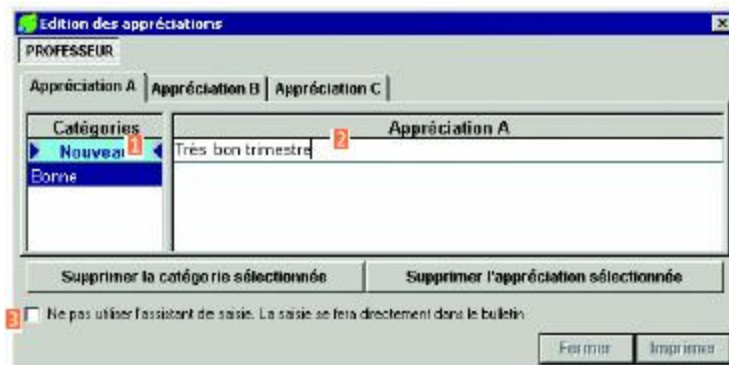 Edition des appréciations
PROFESSEUR
Appréciation A Appréciation B Appréciation C
Catégories Appréciation A
Nouveau 1 Très bon trimestre 2
Bonne
Supprimer la catégorie sélectionnée Supprimer l'appréciation sélectionnée
3 Ne pas utiliser l'assistant de saisie. La saisie se fera directement dans le bulletin
Fermer Imprimer